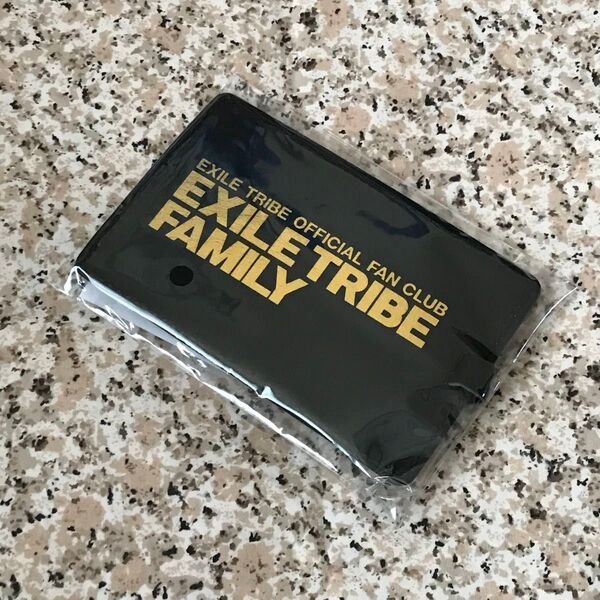 EXILE TRIBE OFFICIAL FAN CLUB
EXILE TRIBE
FAMILY